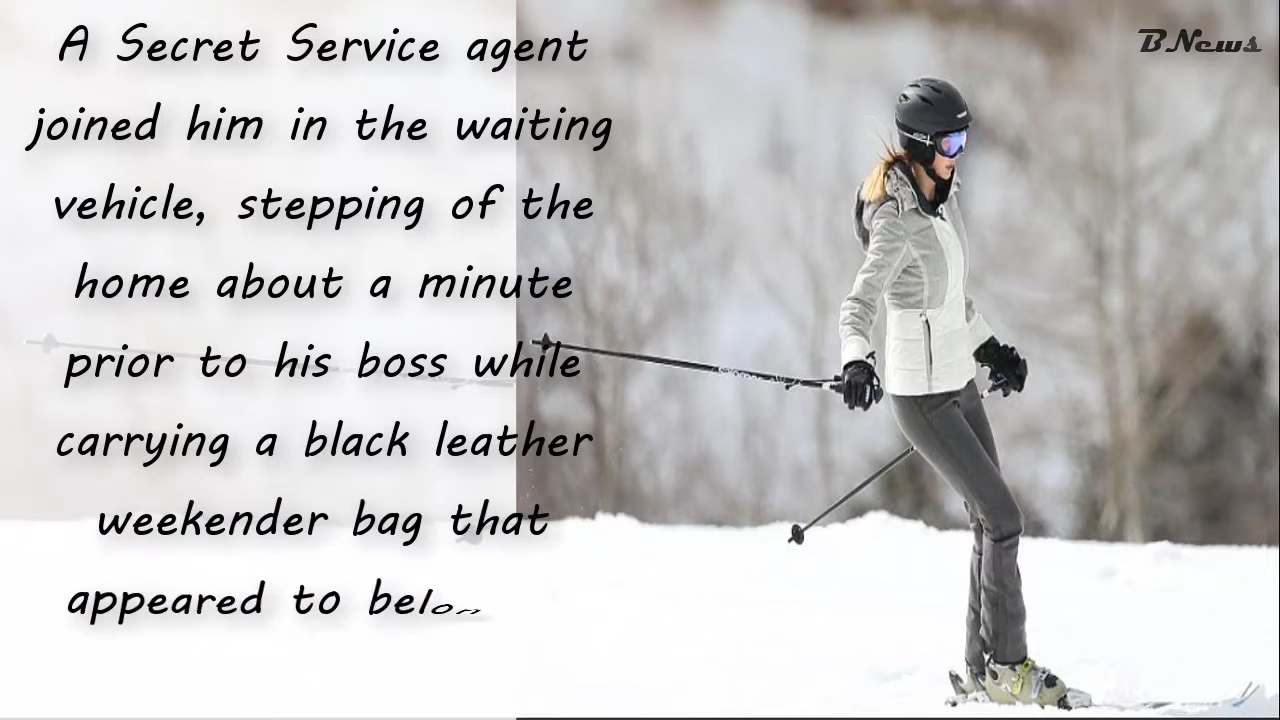 A Secret Service agent
joined him in the waiting
vehicle, stepping of the
home about a minute
prior to his boss while
carrying a black leather
weekender bag that
appeared to belon
B.News